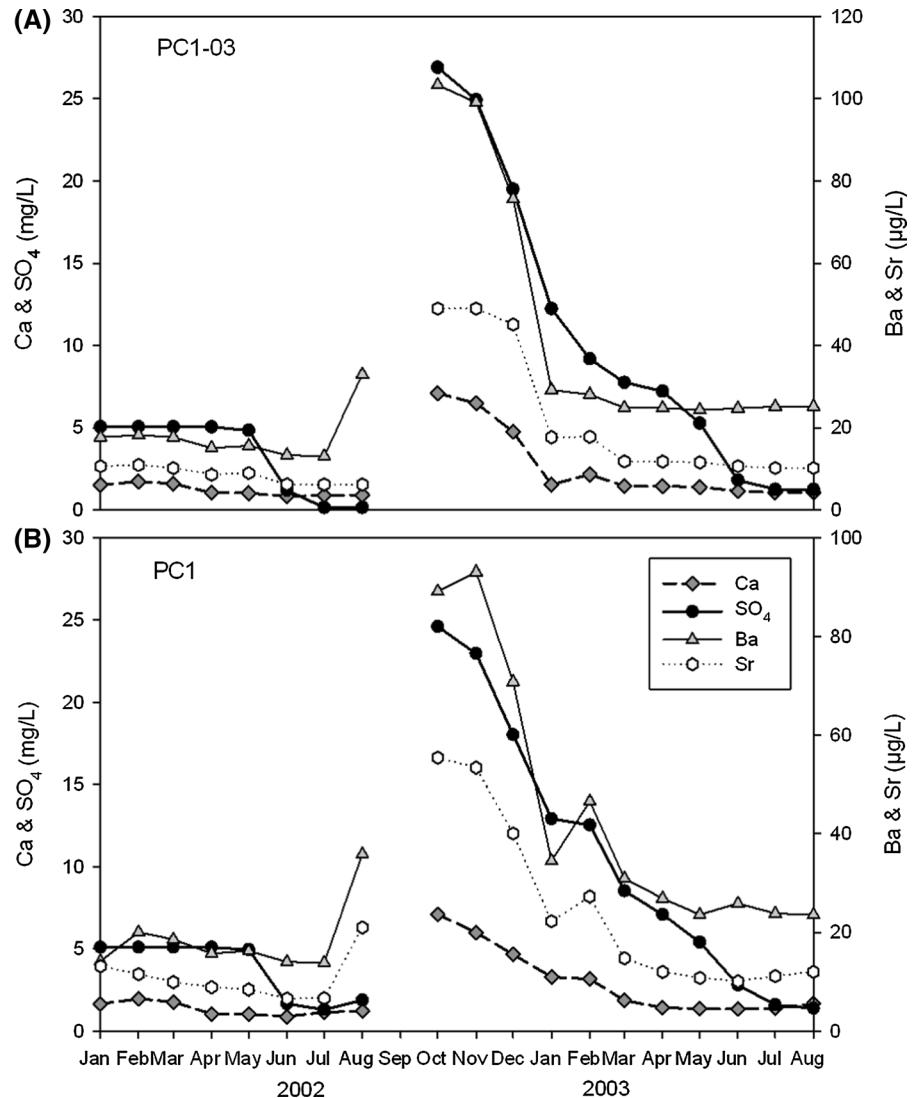 (A)
PC1-03
30
25
20
15
10
5
0
Ca & SO4 (mg/L)
120
100
80
60
40
20
0
Ba & Sr (µg/L)
(B)
PC1
30
25
20
15
10
5
0
Ca & SO4 (mg/L)
100
80
60
40
20
0
Ba & Sr (µg/L)
Ca
SO4
Ba
Sr
Jan Feb Mar Apr May Jun Jul Aug Sep Oct Nov Dec Jan Feb Mar Apr May Jun Jul Aug
2002 2003